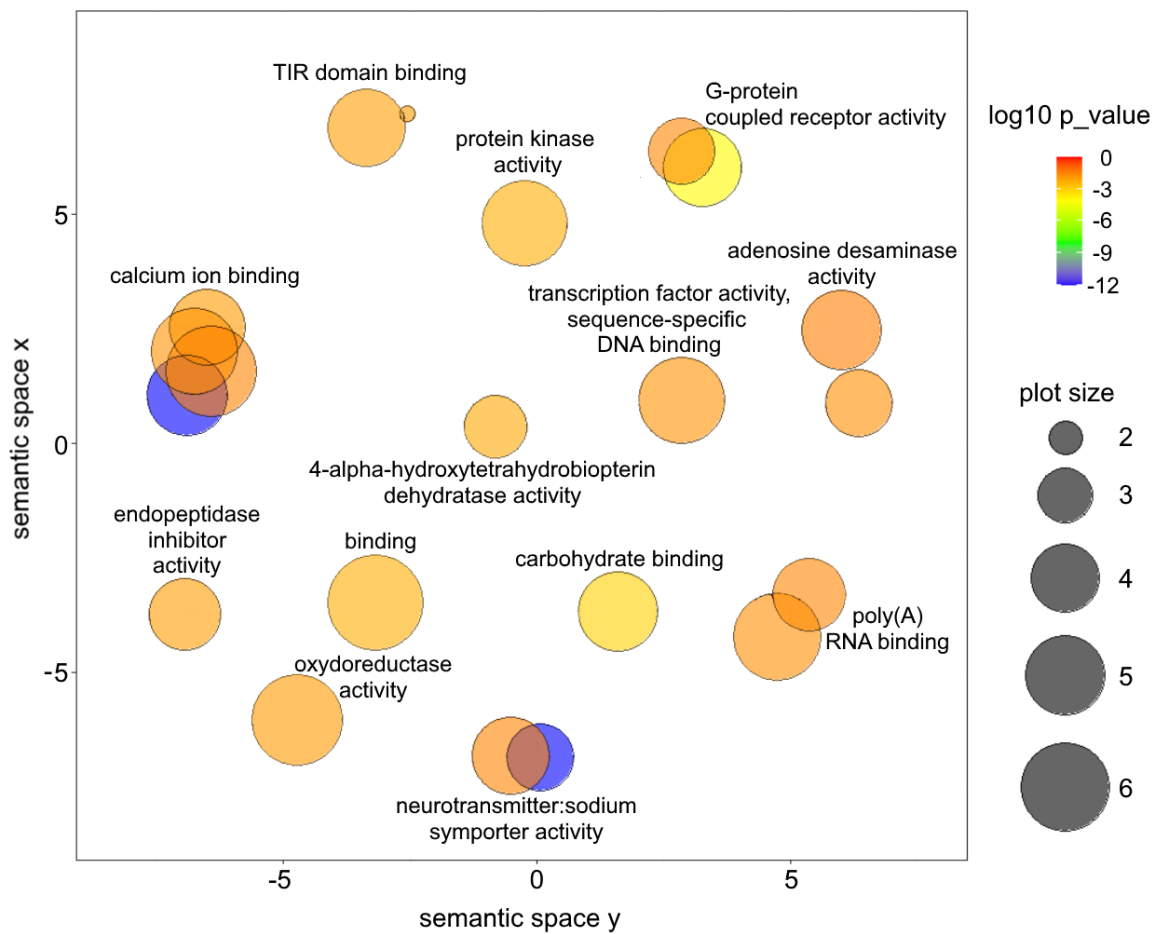 TIR domain binding
G-protein
coupled receptor activity
protein kinase
activity
adenosine desaminase
activity
calcium ion binding
transcription factor activity,
sequence-specific
DNA binding
4-alpha-hydroxytetrahydrobiopterin
dehydratase activity
endopeptidase
inhibitor
activity
binding
carbohydrate binding
poly(A)
RNA binding
oxydoreductase
activity
neurotransmitter:sodium
symporter activity
5
0
-5
semantic space x
-5
0
5
semantic space y
log10 p_value
0
-3
-6
-9
-12
plot size
2
3
4
5
6